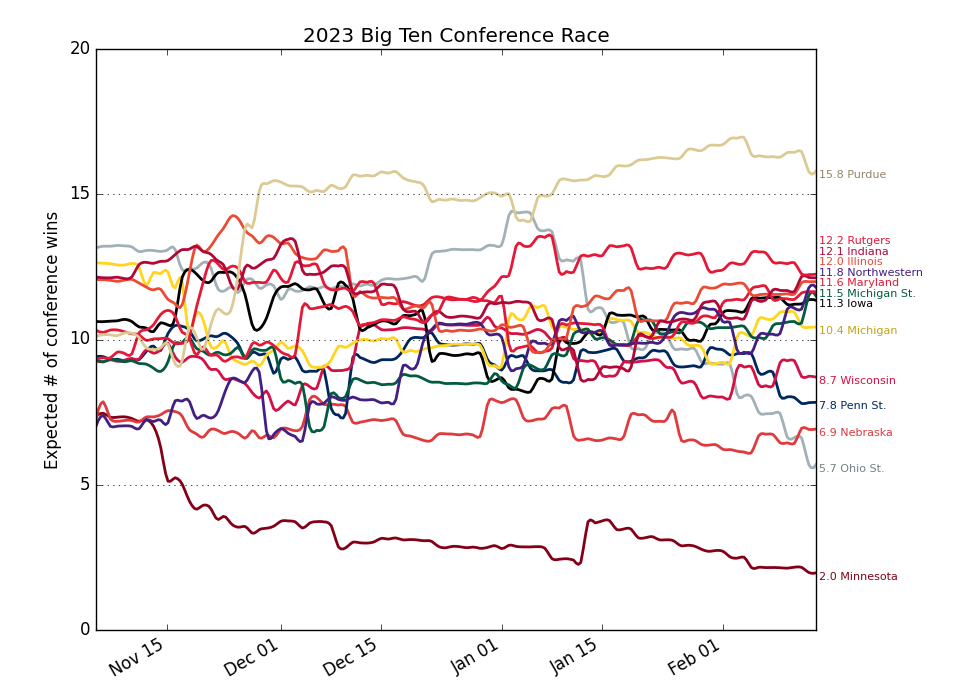 2023 Big Ten Conference Race
Expected # of conference wins
20
15
10
5
0
Nov 15
Dec 01
Dec 15
Jan 01
Jan 15
Feb 01
15.8 Purdue
12.2 Rutgers
12.1 Indiana
12.0 Illinois
11.8 Northwestern
11.6 Maryland
11.5 Michigan St.
11.3 Iowa
10.4 Michigan
8.7 Wisconsin
7.8 Penn St.
6.9 Nebraska
5.7 Ohio St.
2.0 Minnesota